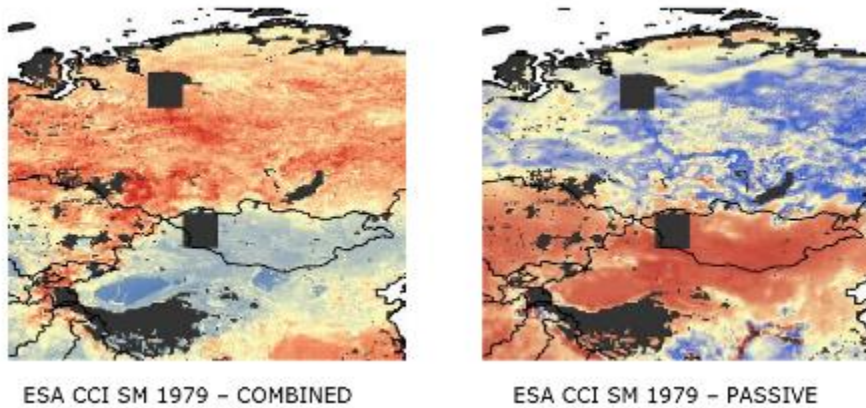 ESA CCI SM 1979 – COMBINED
ESA CCI SM 1979 – PASSIVE